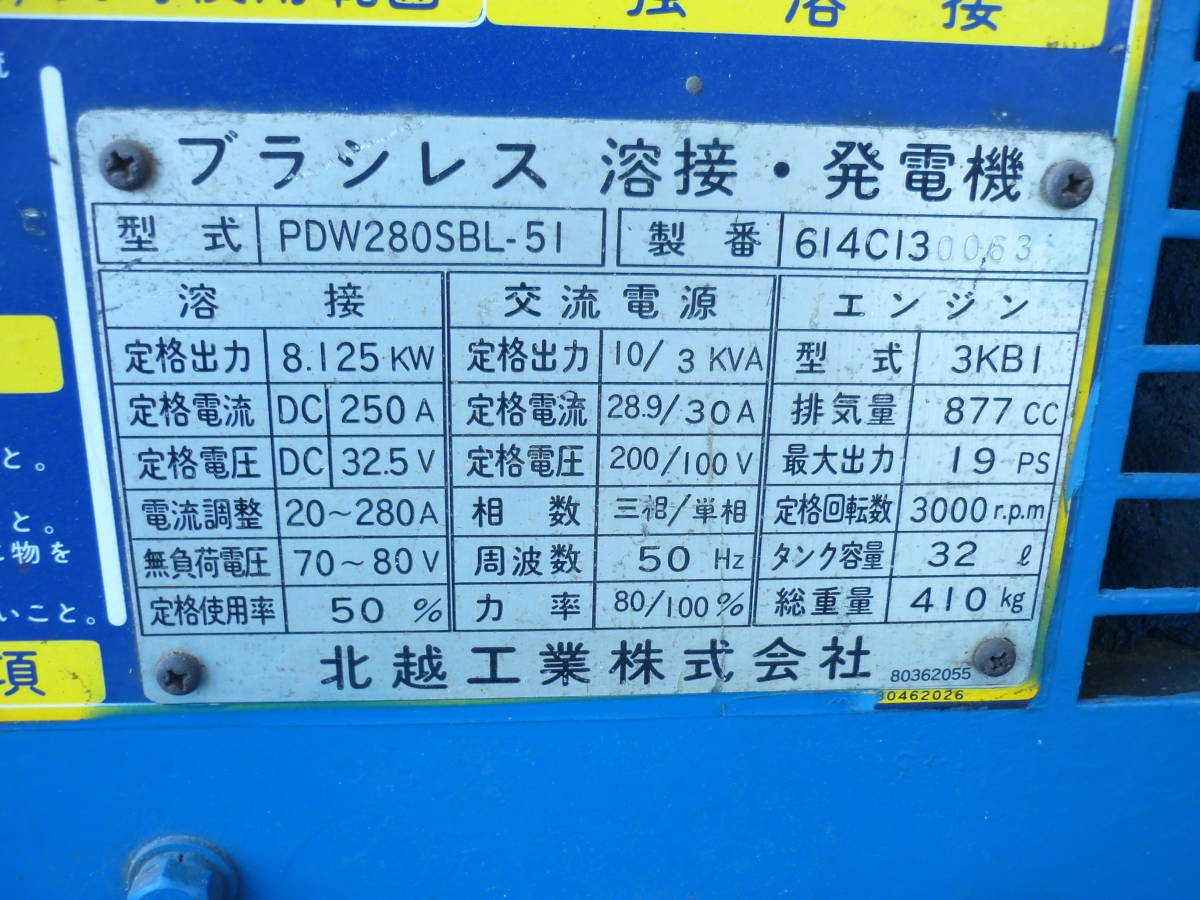 強 溶 接
ブラシレス 溶接・発電機
型 式 PDW280SBL-51 製 番 614C130063
溶 接 交流電源 エンジン
定格出力 8.125 KW 定格出力 10/3 KVA 型 式 3KB1
定格電流 DC 250 A 定格電流 28.9/30 A 排気量 877 CC
定格電圧 DC 32.5 V 定格電圧 200/100 V 最大出力 19 PS
電流調整 20～280 A 相 数 三相/単相 定格回転数 3000 r.p.m
無負荷電圧 70～80 V 周波数 50 Hz タンク容量 32 ℓ
定格使用率 50 % 力 率 80/100 % 総重量 410 kg
北越工業株式会社 80362055
30462026
と。
と。
物を
いこと。
項